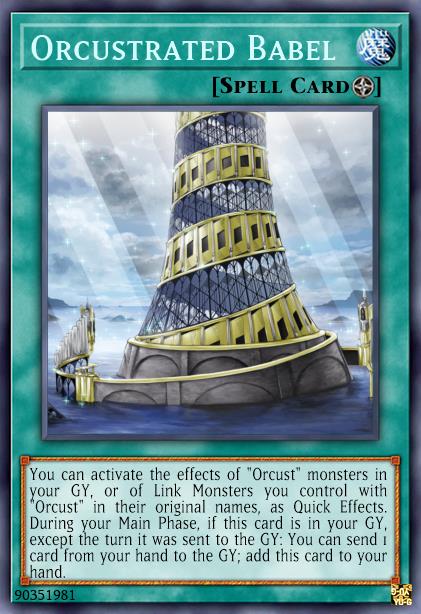 Orcustrated Babel
魔
[Spell Card]
You can activate the effects of "Orcust" monsters in
your GY, or of Link Monsters you control with
"Orcust" in their original names, as Quick Effects.
During your Main Phase, if this card is in your GY,
except the turn it was sent to the GY: You can send 1
card from your hand to the GY; add this card to your
hand.
90351981